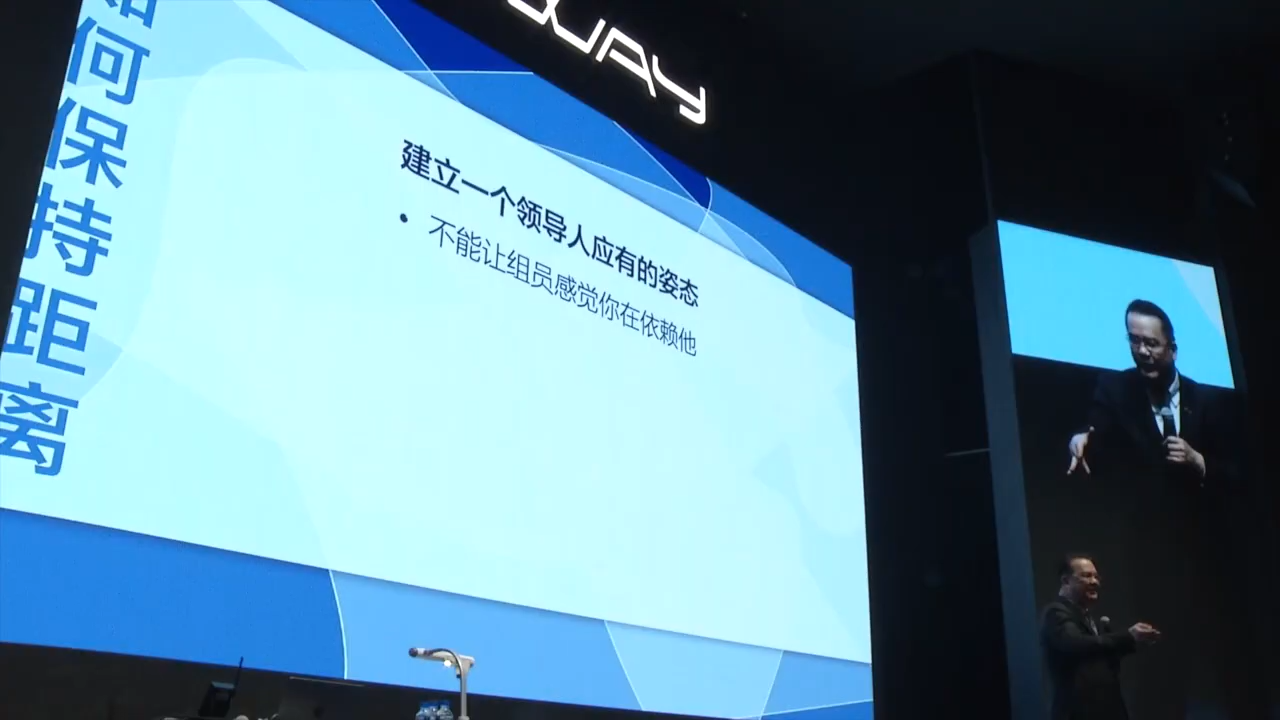 如何保持距离
建立一个领导人应有的姿态
• 不能让组员感觉你在依赖他